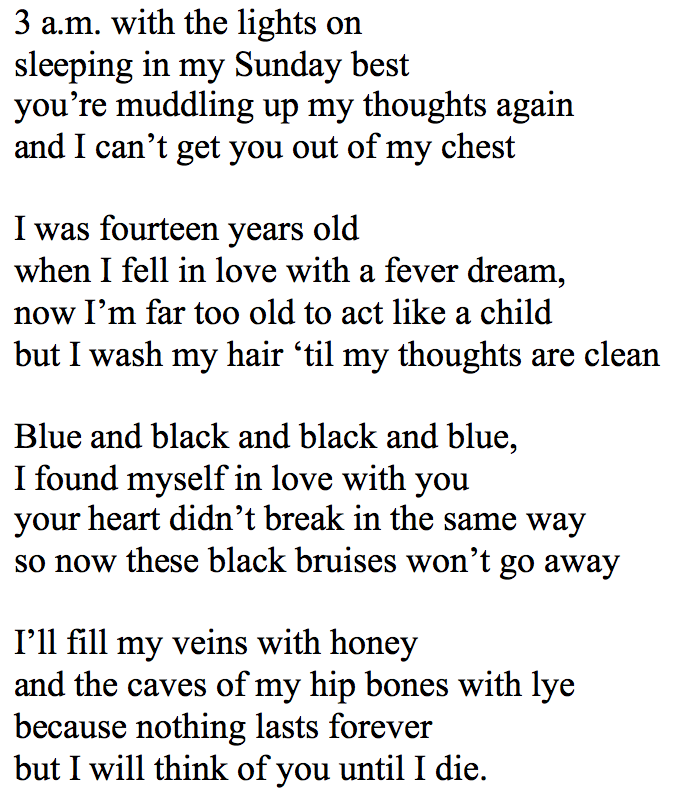 3 a.m. with the lights on
sleeping in my Sunday best
you’re muddling up my thoughts again
and I can’t get you out of my chest

I was fourteen years old
when I fell in love with a fever dream,
now I’m far too old to act like a child
but I wash my hair ‘til my thoughts are clean

Blue and black and black and blue,
I found myself in love with you
your heart didn’t break in the same way
so now these black bruises won’t go away

I’ll fill my veins with honey
and the caves of my hip bones with lye
because nothing lasts forever
but I will think of you until I die.